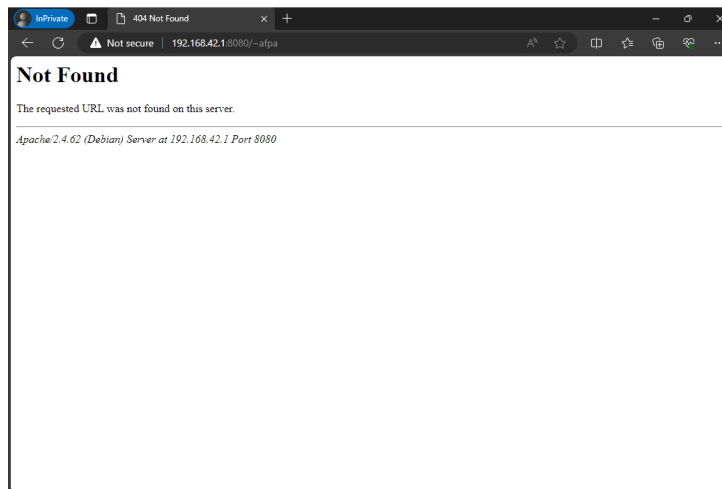 InPrivate
404 Not Found
Not secure
192.168.42.1:8080/~afpa
Not Found
The requested URL was not found on this server.
Apache/2.4.62 (Debian) Server at 192.168.42.1 Port 8080